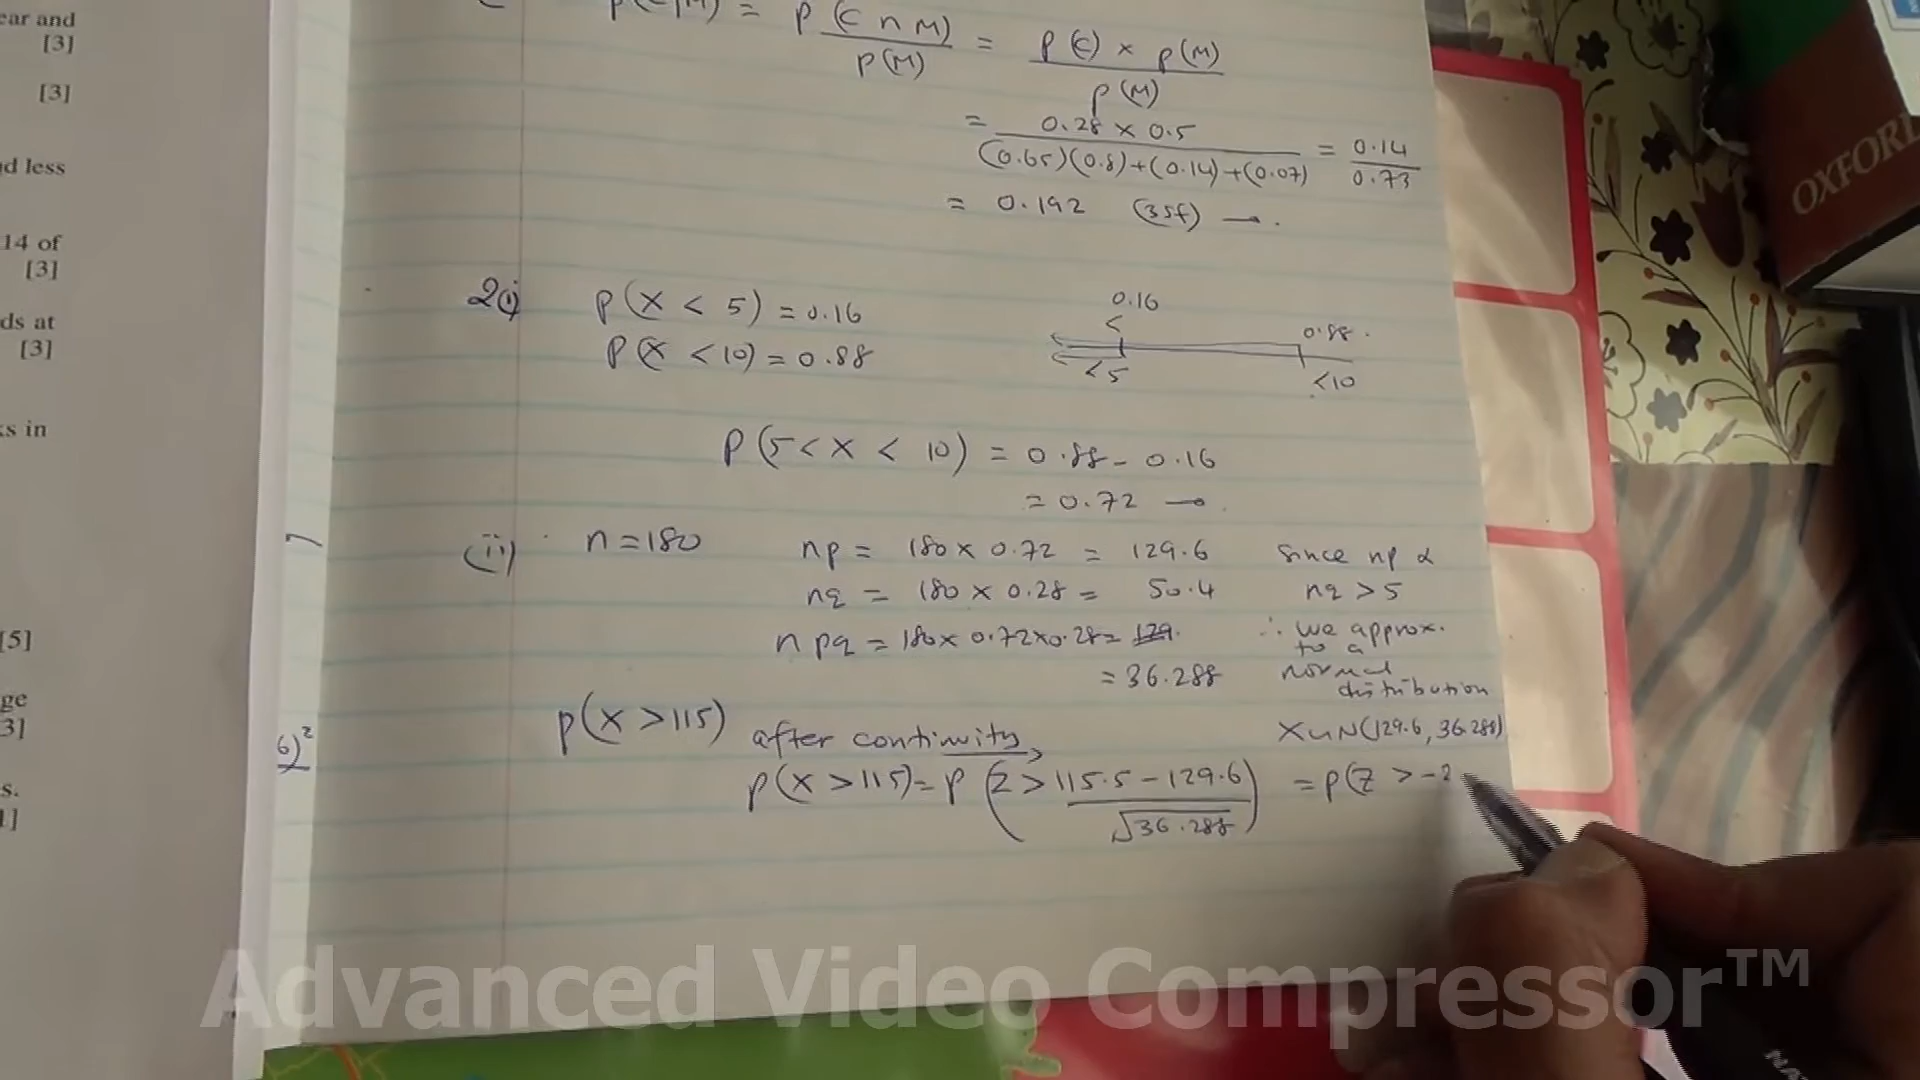 ear and
[3]
[3]
d less
14 of
[3]
ds at
[3]
s in
[5]
ge
3]
s.
1]
6)²
P(C|M) = P(C ∩ M) / P(M) = P(C) × P(M) / P(M)
= 0.28 × 0.5 / (0.65)(0.8)+(0.14)+(0.07) = 0.14 / 0.73
= 0.192 (3sf)
2(i) P(X < 5) = 0.16
P(X < 10) = 0.88
0.16
<
0.88.
<5
<10
P(5 < X < 10) = 0.88 - 0.16
= 0.72
(ii) n = 180
np = 180 × 0.72 = 129.6
nq = 180 × 0.28 = 50.4
npq = 180 × 0.72×0.28 = 129.
= 36.288
since np &
nq > 5
∴ we approx.
to a
normal
distribution
X ~ N(129.6, 36.288)
P(X > 115) after continuity,
P(X > 115) = P(Z > 115.5 - 129.6 / √36.288) = P(Z > -2
OXFORD
Advanced Video Compressor™